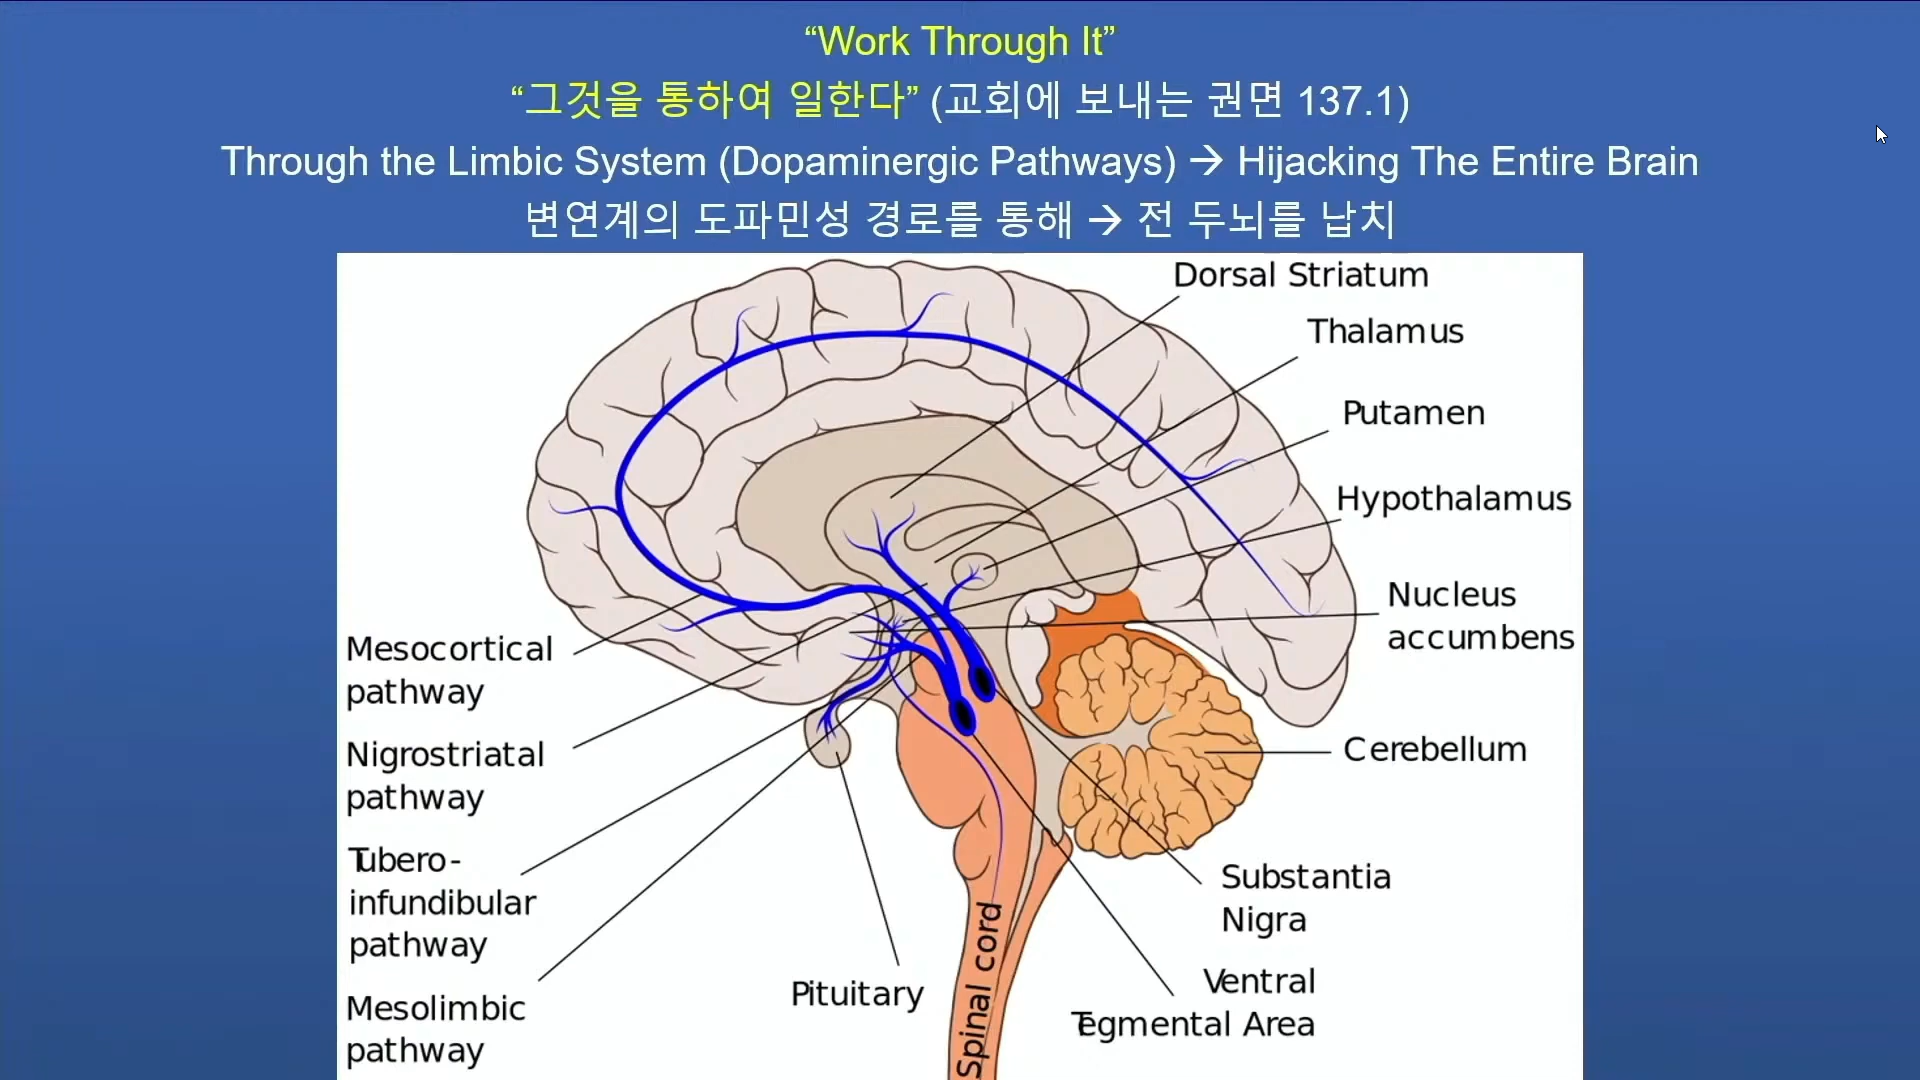 “Work Through It”
“그것을 통하여 일한다” (교회에 보내는 권면 137.1)
Through the Limbic System (Dopaminergic Pathways) → Hijacking The Entire Brain
변연계의 도파민성 경로를 통해 → 전 두뇌를 납치
Dorsal Striatum
Thalamus
Putamen
Hypothalamus
Nucleus
accumbens
Cerebellum
Substantia
Nigra
Ventral
Tegmental Area
Spinal cord
Pituitary
Mesocortical
pathway
Nigrostriatal
pathway
Tubero-
infundibular
pathway
Mesolimbic
pathway